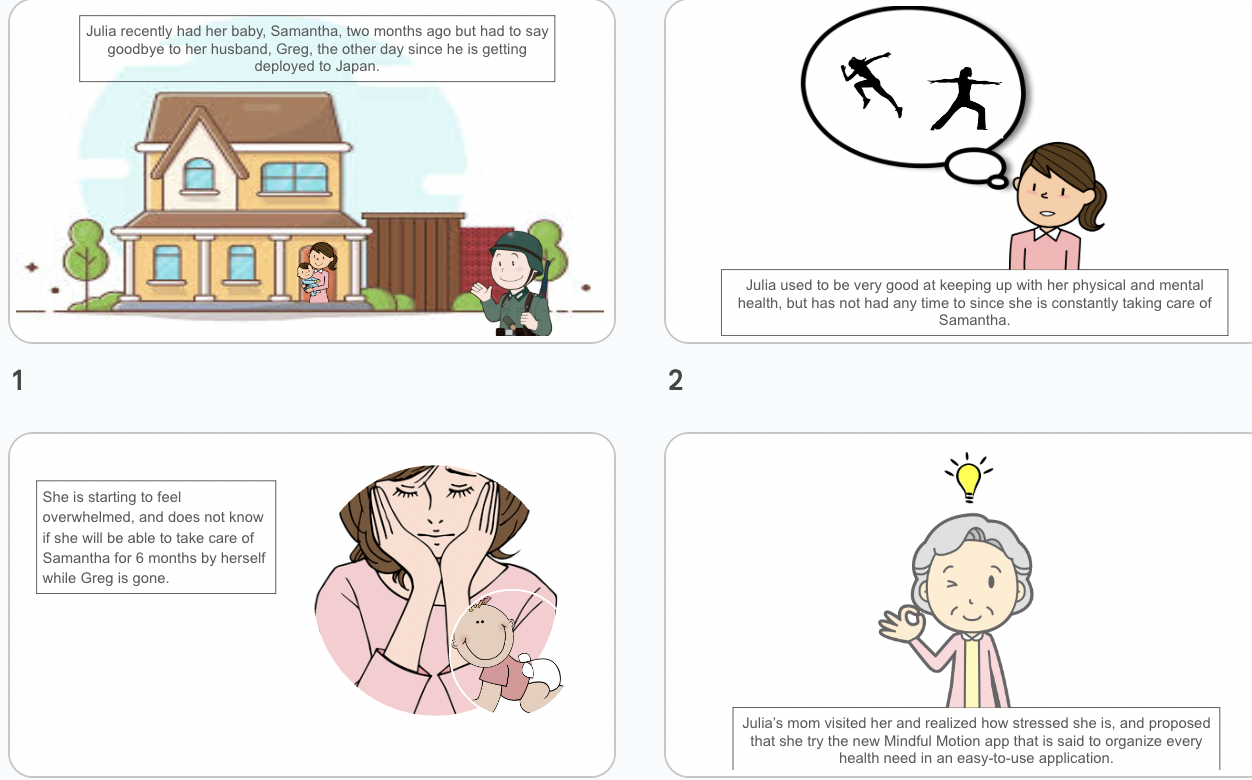 Julia recently had her baby, Samantha, two months ago but had to say
goodbye to her husband, Greg, the other day since he is getting
deployed to Japan.
Julia used to be very good at keeping up with her physical and mental
health, but has not had any time to since she is constantly taking care of
Samantha.
1
2
She is starting to feel
overwhelmed, and does not know
if she will be able to take care of
Samantha for 6 months by herself
while Greg is gone.
Julia's mom visited her and realized how stressed she is, and proposed
that she try the new Mindful Motion app that is said to organize every
health need in an easy-to-use application.